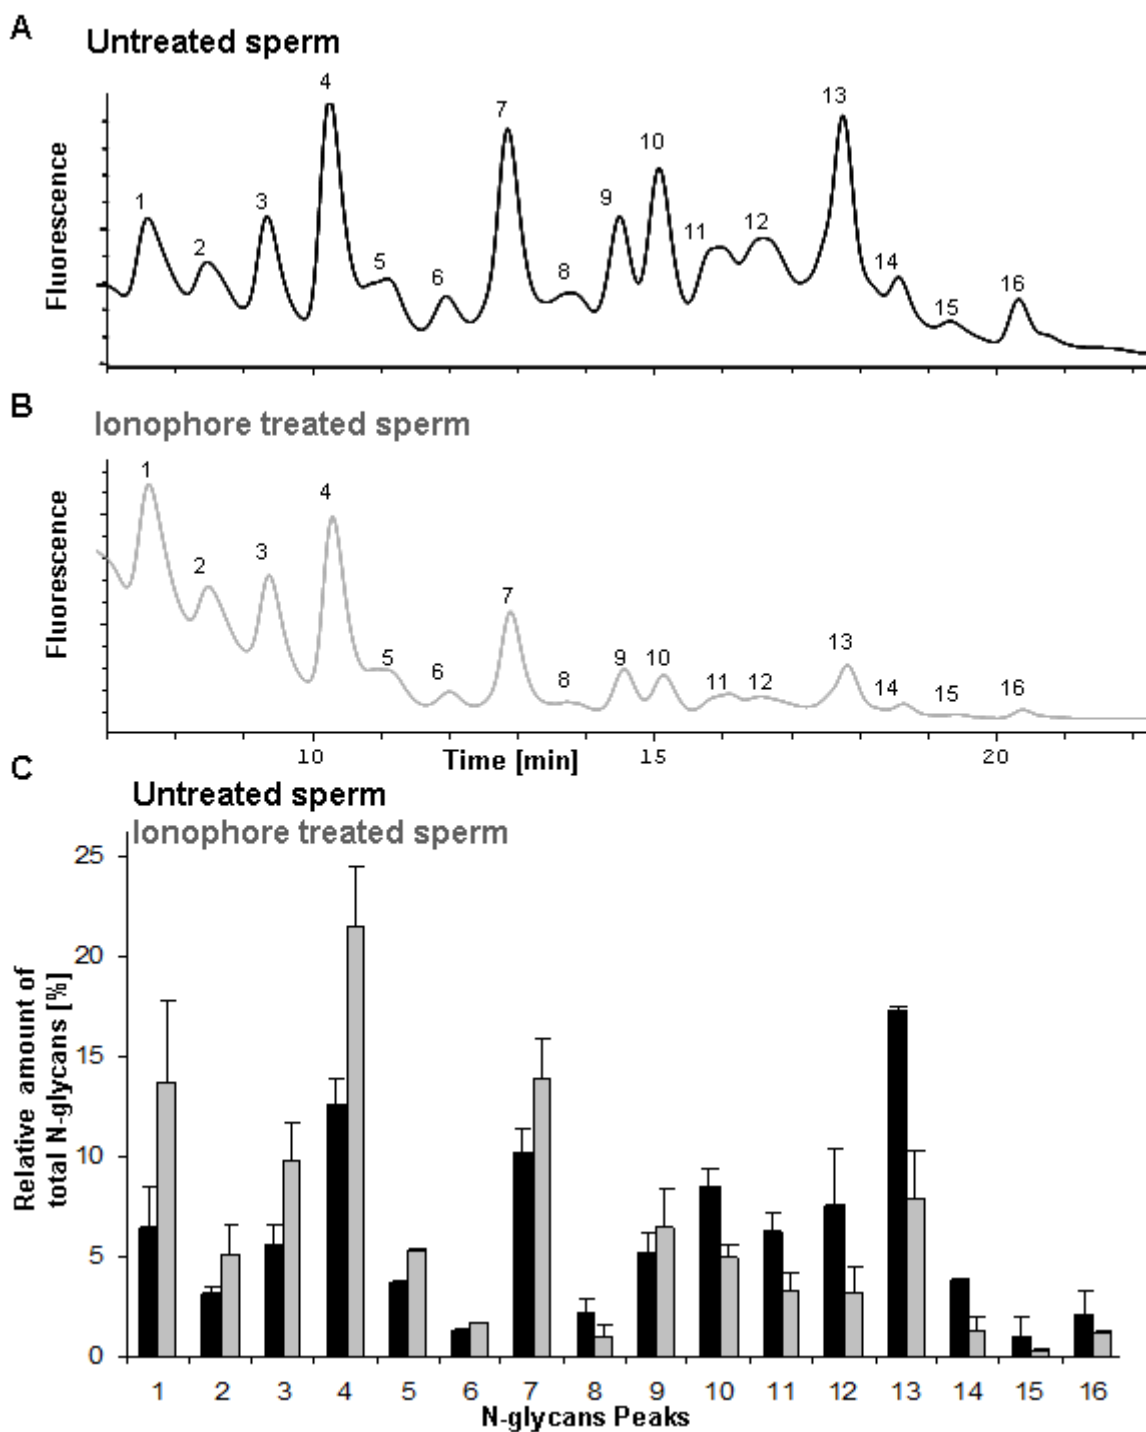 A
Untreated sperm
Fluorescence
1 2 3 4 5 6 7 8 9 10 11 12 13 14 15 16
B
Ionophore treated sperm
Fluorescence
1 2 3 4 5 6 7 8 9 10 11 12 13 14 15 16
10 15 20
Time [min]
C
Untreated sperm
Ionophore treated sperm
Relative amount of
total N-glycans [%]
25
20
15
10
5
0
1 2 3 4 5 6 7 8 9 10 11 12 13 14 15 16
N-glycans Peaks